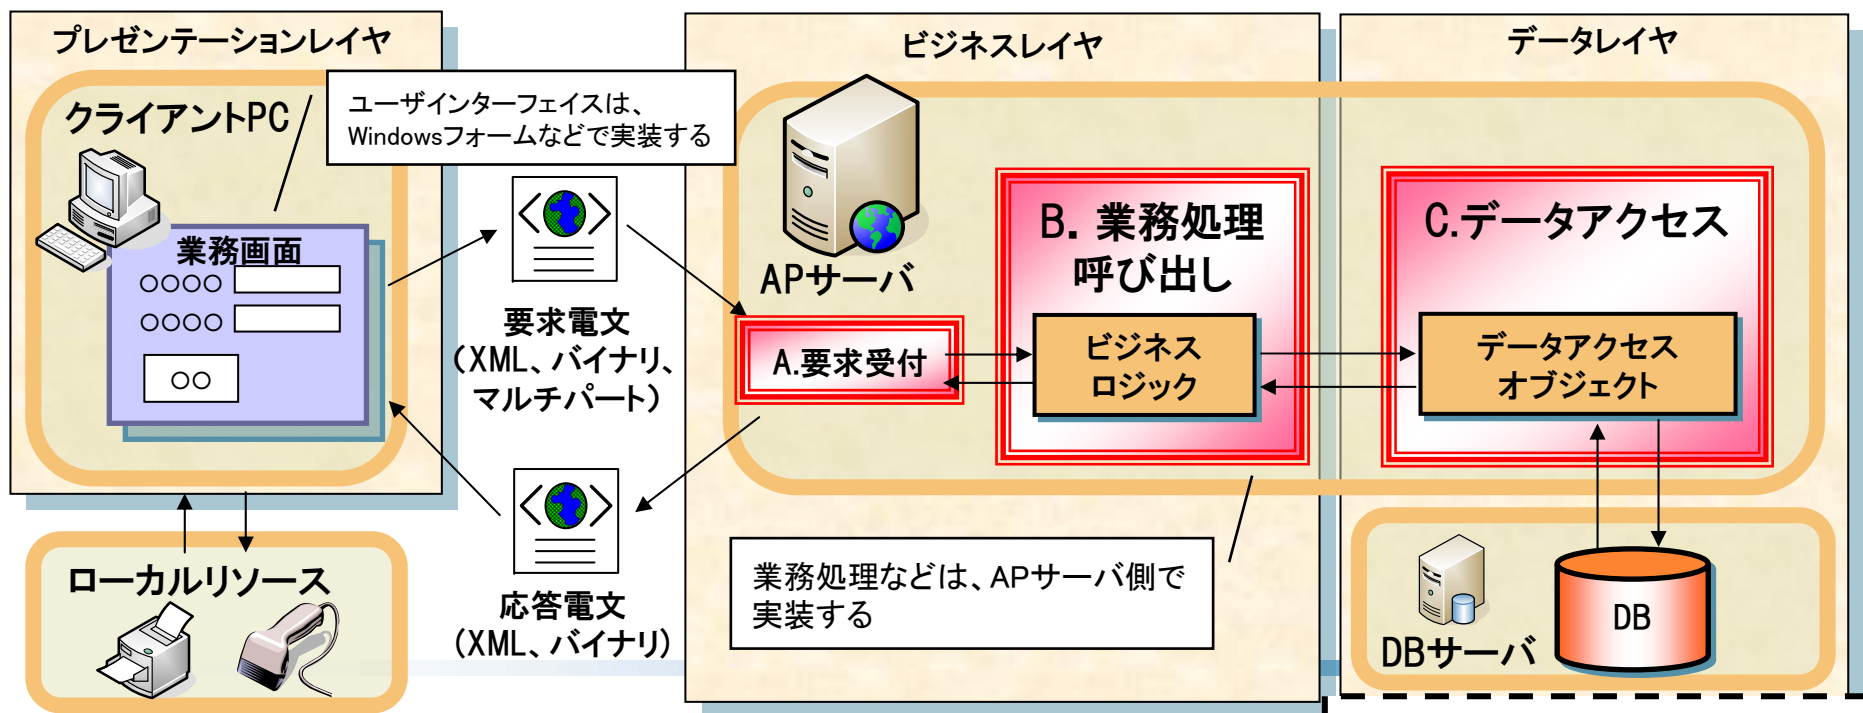 プレゼンテーションレイヤ
クライアントPC
ユーザインターフェイスは、
Windowsフォームなどで実装する
業務画面
○○○○
○○○○
○○
ローカルリソース
要求電文
（XML、バイナリ、
マルチパート）
応答電文
（XML、バイナリ）
ビジネスレイヤ
APサーバ
A.要求受付
B．業務処理
呼び出し
ビジネス
ロジック
業務処理などは、APサーバ側で
実装する
データレイヤ
C.データアクセス
データアクセス
オブジェクト
DBサーバ
DB